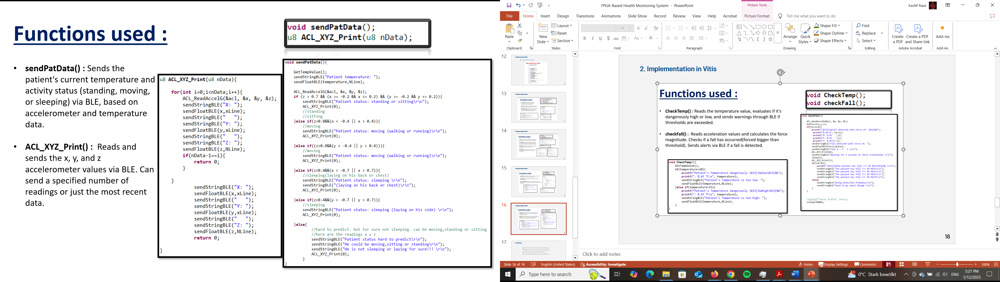 Functions used :
void sendPatData();
u8 ACL_XYZ_Print(u8 nData);
• sendPatData() : Sends the
patient's current temperature and
activity status (standing, moving,
or sleeping) via BLE, based on
accelerometer and temperature
data.
• ACL_XYZ_Print() : Reads and
sends the x, y, and z
accelerometer values via BLE. Can
send a specified number of
readings or just the most recent
data.
u8 ACL_XYZ_Print(u8 nData){
for(int i=0;i<nData;i++){
ACL_ReadAccelG(&acl, &x, &y, &z);
sendStringBLE("X: ");
sendFloatBLE(x,xLine);
sendStringBLE("   ");
sendStringBLE("Y: ");
sendFloatBLE(y,xLine);
sendStringBLE("   ");
sendStringBLE("Z: ");
sendFloatBLE(z,NLine);
if(nData-1==i){
return 0;
}
}
sendStringBLE("X: ");
sendFloatBLE(x,xLine);
sendStringBLE("   ");
sendStringBLE("Y: ");
sendFloatBLE(y,xLine);
sendStringBLE("   ");
sendStringBLE("Z: ");
sendFloatBLE(z,NLine);
return 0;
}
void sendPatData(){
GetTempValue();
sendStringBLE("Patient temperature: ");
sendFloatBLE(temperature,NLine);
ACL_ReadAccelG(&acl, &x, &y, &z);
if (z > 0.7 && (x >= -0.2 && x <= 0.2) && (y >= -0.2 && y <= 0.2)){
sendStringBLE("Patient status: standing or sitting\r\n");
ACL_XYZ_Print(0);
//standing
//sitting
}else if(z>0.8&&(x < -0.4 || x > 0.4)){
//moving
sendStringBLE("Patient status: moving (walking or running)\r\n");
ACL_XYZ_Print(0);
}else if((z>0.8&&(y < -0.4 || y > 0.4))){
//moving
sendStringBLE("Patient status: moving (walking or running)\r\n");
ACL_XYZ_Print(0);
}else if(z<0.4&&(x < -0.7 || x > 0.7)){
//sleeping(laying on his back or chest)
sendStringBLE("Patient status: sleeping \r\n");
sendStringBLE("(laying on his back or chest)\r\n");
ACL_XYZ_Print(0);
}else if(z<0.4&&(y < -0.7 || y > 0.7)){
//sleeping
sendStringBLE("Patient status: sleeping (laying on his side) \r\n");
ACL_XYZ_Print(0);
}else{
//hard to predict. but for sure not sleeping. can be moving,standing or sitting
//here are the readings x y z
sendStringBLE("Patient status hard to predict\r\n");
sendStringBLE("He could be moving,sitting or standing\r\n");
sendStringBLE("He is not sleeping or laying for sure!!! \r\n");
ACL_XYZ_Print(0);
}
}
FPGA-Based Health Monitoring System - PowerPoint
Picture Tools
Kashif Raza
File Home Insert Design Transitions Animations Slide Show Record Review View Help Acrobat Picture Format Tell me what you want to do
Paste
New
Slide
Layout
Reset
Section
14
B I U S abc AV Aa A
Arrange
Quick
Styles
Shape Fill
Shape Outline
Shape Effects
Find
Replace
Select
Create
a PDF
Create a PDF
and Share link
Add-ins
Clipboard Slides Font Paragraph Drawing Editing Adobe Acrobat Add-ins
12
13
14
15
16
17
2. Implementation in Vitis
Functions used :
void CheckTemp();
void checkFall();
• CheckTemp() : Reads the temperature value, evaluates if it's
dangerously high or low, and sends warnings through BLE if
thresholds are exceeded.
• checkFall() : Reads acceleration values and calculates the force
magnitude. Checks if a fall has occurred(forced bigger than
threshold). Sends alerts via BLE if a fall is detected.
void CheckTemp(){
GetTempValue();
if(temperature<20){
printf("Patient's Temperature dangerously \033[31mlow\033[0m");
printf(": %.4f ºC\n", temperature);
sendStringBLE("Patient's Temperature is too low: ");
sendFloatBLE(temperature,NLine);
}else if(temperature>25){
printf("Patient's Temperature dangerously \033[31mhigh\033[0m");
printf(": %.4f ºC\n", temperature);
sendStringBLE("Patient's Temperature is too high: ");
sendFloatBLE(temperature,NLine);
}
}
void checkFall(){
ACL_ReadAccelG(&acl, &x, &y, &z);
GetForce(x,y,z);
if(Force>4){
printf("\033[31mFall detected with Force of: \033[0m");
printf("%.4f\n", Force);
printf("X: %.4f   ",x);
printf("Y: %.4f   ",y);
printf("Z: %.4f\n",z);
sendStringBLE("Fall detected with Force of: ");
sendFloatBLE(Force,NLine);
sendStringBLE("Fall X - Y - Z \r\n");
ACL_XYZ_Print(0);
sendStringBLE("Waiting for 5 seconds to check orientation \r\n");
sleep(5);
ACL_XYZ_Print(3);
if(z<0.85){
printf("\033[31mThe patient has fell !!! GO HELP\033[0m \r\n");
sendStringBLE("The patient has fell !!! GO HELP\r\n");
sendStringBLE("The patient has fell !!! GO HELP\r\n");
sendStringBLE("The patient has fell !!! GO HELP\r\n");
sendStringBLE("The patient has fell !!! GO HELP\r\n");
}else{
sendStringBLE("Wrong Detection Probably\r\n");
sendStringBLE("Good to go check though \r\n");
}
}
//printf("Force: %.4f\n", Force);
usleep(10000);
}
16
Click to add notes
Slide 16 of 18 English (United States) Accessibility: Investigate Notes Display Settings Comments 108%
Type here to search
0°C Stark bewölkt
ENG
5:27 PM
1/12/2025